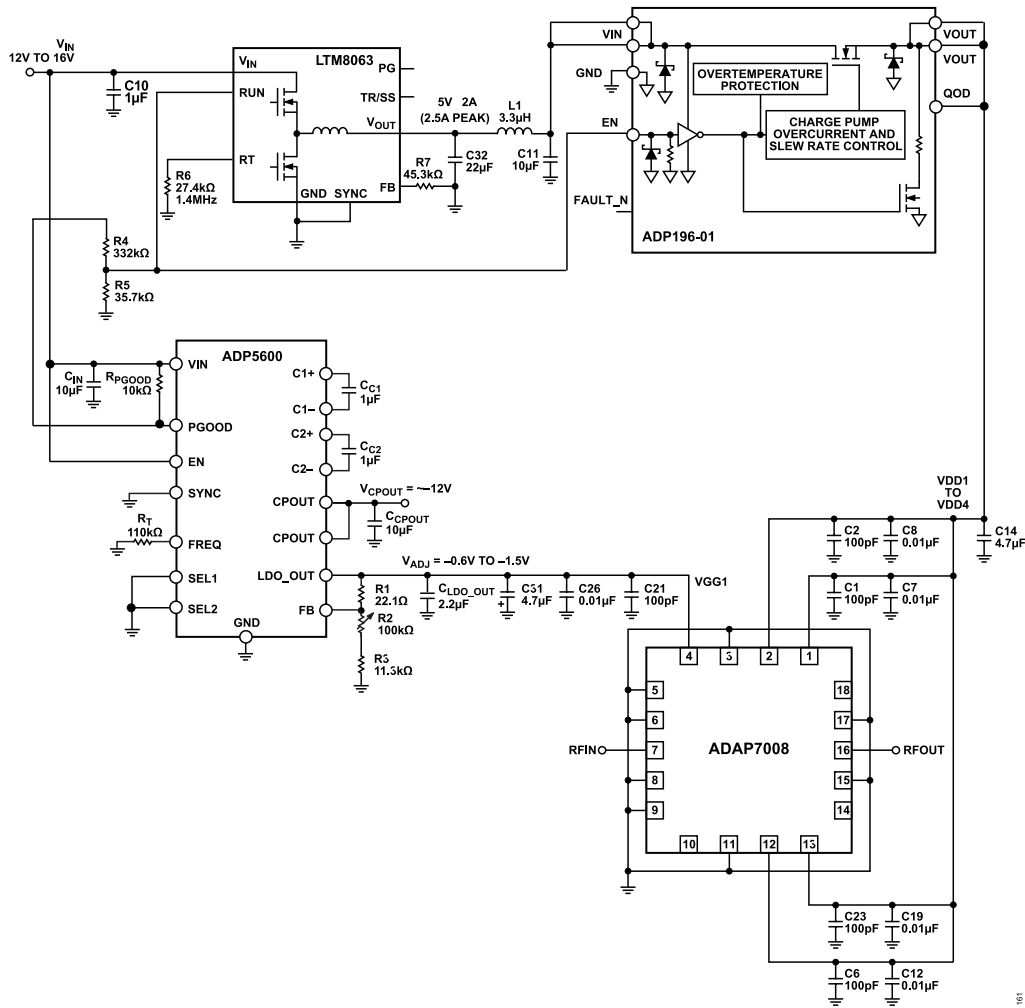 VIN
12V TO 16V
C10
1µF
VIN
LTM8063
PG
RUN
TR/SS
VOUT
5V 2A
(2.5A PEAK)
L1
3.3µH
RT
R6
27.4kΩ
1.4MHz
FB
R7
45.3kΩ
C32
22µF
C11
10µF
GND SYNC
VIN
GND
EN
FAULT_N
OVERTEMPERATURE
PROTECTION
CHARGE PUMP
OVERCURRENT AND
SLEW RATE CONTROL
VOUT
VOUT
QOD
ADP196-01
R4
332kΩ
R5
35.7kΩ
ADP5600
VIN
CIN
10µF
RPGOOD
10kΩ
PGOOD
EN
SYNC
RT
110kΩ
FREQ
SEL1
SEL2
GND
C1+
C1–
CC1
1µF
C2+
C2–
CC2
1µF
CPOUT
CPOUT
VCPOUT = ~–12V
CCPOUT
10µF
LDO_OUT
FB
VADJ = –0.6V TO –1.5V
R1
22.1Ω
R2
100kΩ
R3
11.3kΩ
CLDO_OUT
2.2µF
C31
4.7µF
+
C26
0.01µF
C21
100pF
VGG1
VDD1
TO
VDD4
C2
100pF
C8
0.01µF
C14
4.7µF
C1
100pF
C7
0.01µF
4
3
2
1
5
6
7
8
9
18
17
16
15
14
10
11
12
13
RFIN
ADAP7008
RFOUT
C23
100pF
C19
0.01µF
C6
100pF
C12
0.01µF
161